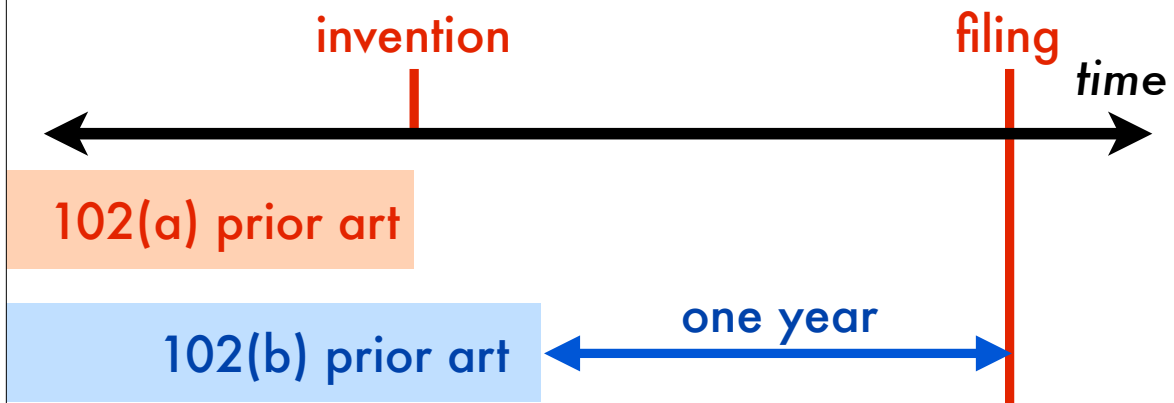 invention
filing
time
102(a) prior art
one year
102(b) prior art